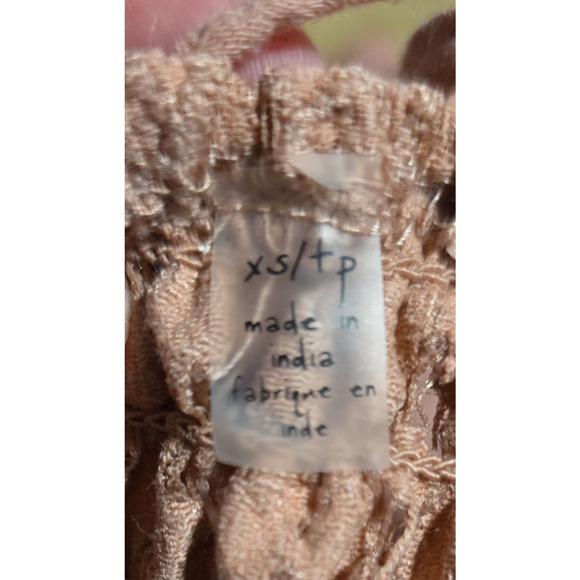 xs/tp
made in
india
fabrique en
inde